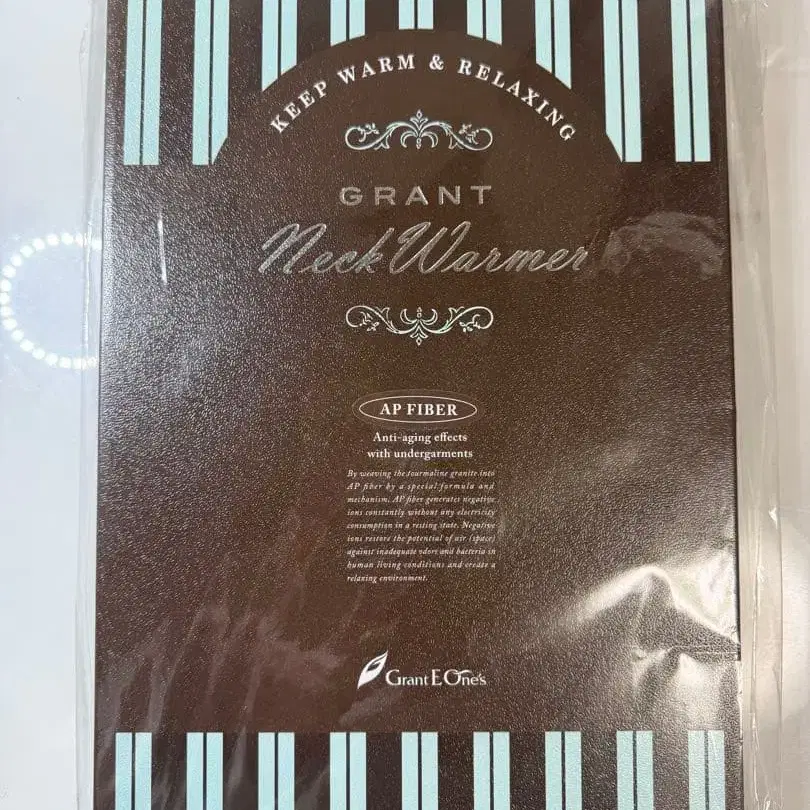 KEEP WARM & RELAXING
GRANT
Neck Warmer
AP FIBER
Anti-aging effects
with undergarments
By weaving the tourmaline granite into
AP fiber by a special formula and
mechanism. AP fiber generates negative
ions constantly without any electricity
consumption in a resting state. Negative
ions restore the potential of air (space)
against inadequate odors and bacteria in
human living conditions and create a
relaxing environment.
Grant E One's